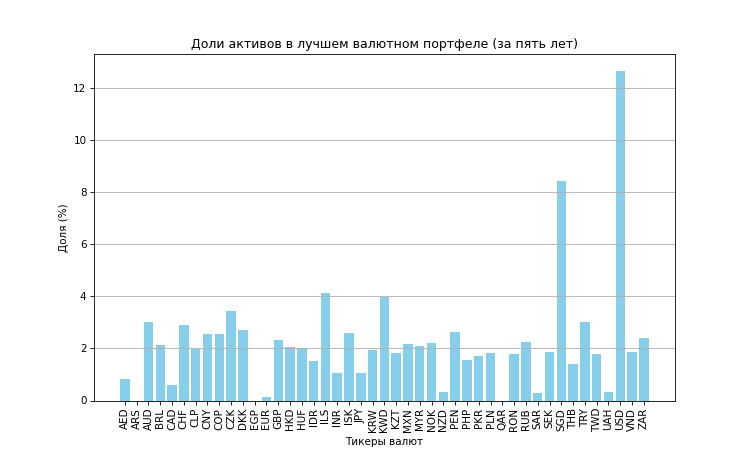 Доли активов в лучшем валютном портфеле (за пять лет)
Доля (%)
12
10
8
6
4
2
0
AED ARS AUD BRL CAD CHF CLP CNY COP CZK DKK EGP EUR GBP HKD HUF IDR ILS INR ISK JPY KRW KWD KZT MXN MYR NOK NZD PEN PHP PKR PLN QAR RON RUB SAR SEK SGD THB TRY TWD UAH USD VND ZAR
Тикеры валют